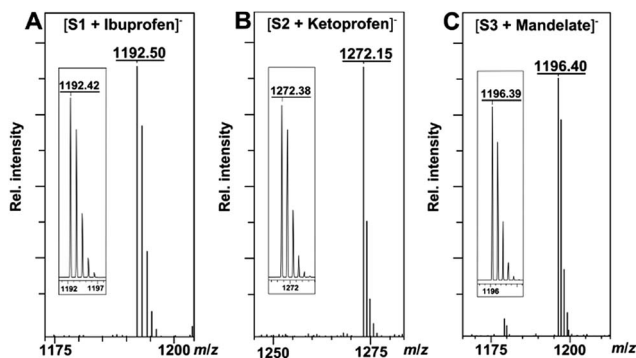 A
[S1 + Ibuprofen]-
1192.50
1192.42
1192
1197
Rel. intensity
1175
1200
m/z
B
[S2 + Ketoprofen]-
1272.15
1272.38
1272
Rel. intensity
1250
1275
m/z
C
[S3 + Mandelate]-
1196.40
1196.39
1196
Rel. intensity
1175
1200
m/z